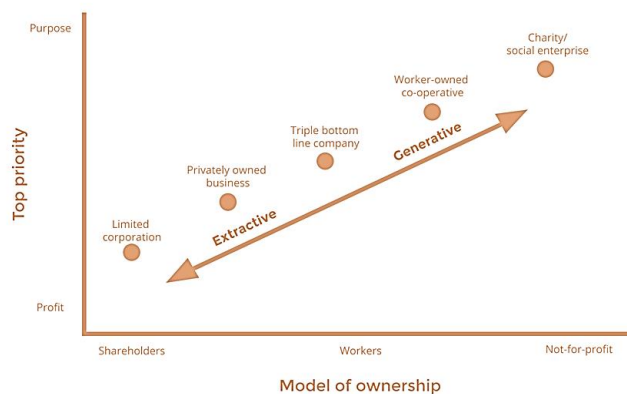 Purpose
Charity/
social enterprise
Worker-owned
co-operative
Triple bottom
line company
Generative
Privately owned
business
Extractive
Limited
corporation
Top priority
Profit
Shareholders
Workers
Not-for-profit
Model of ownership